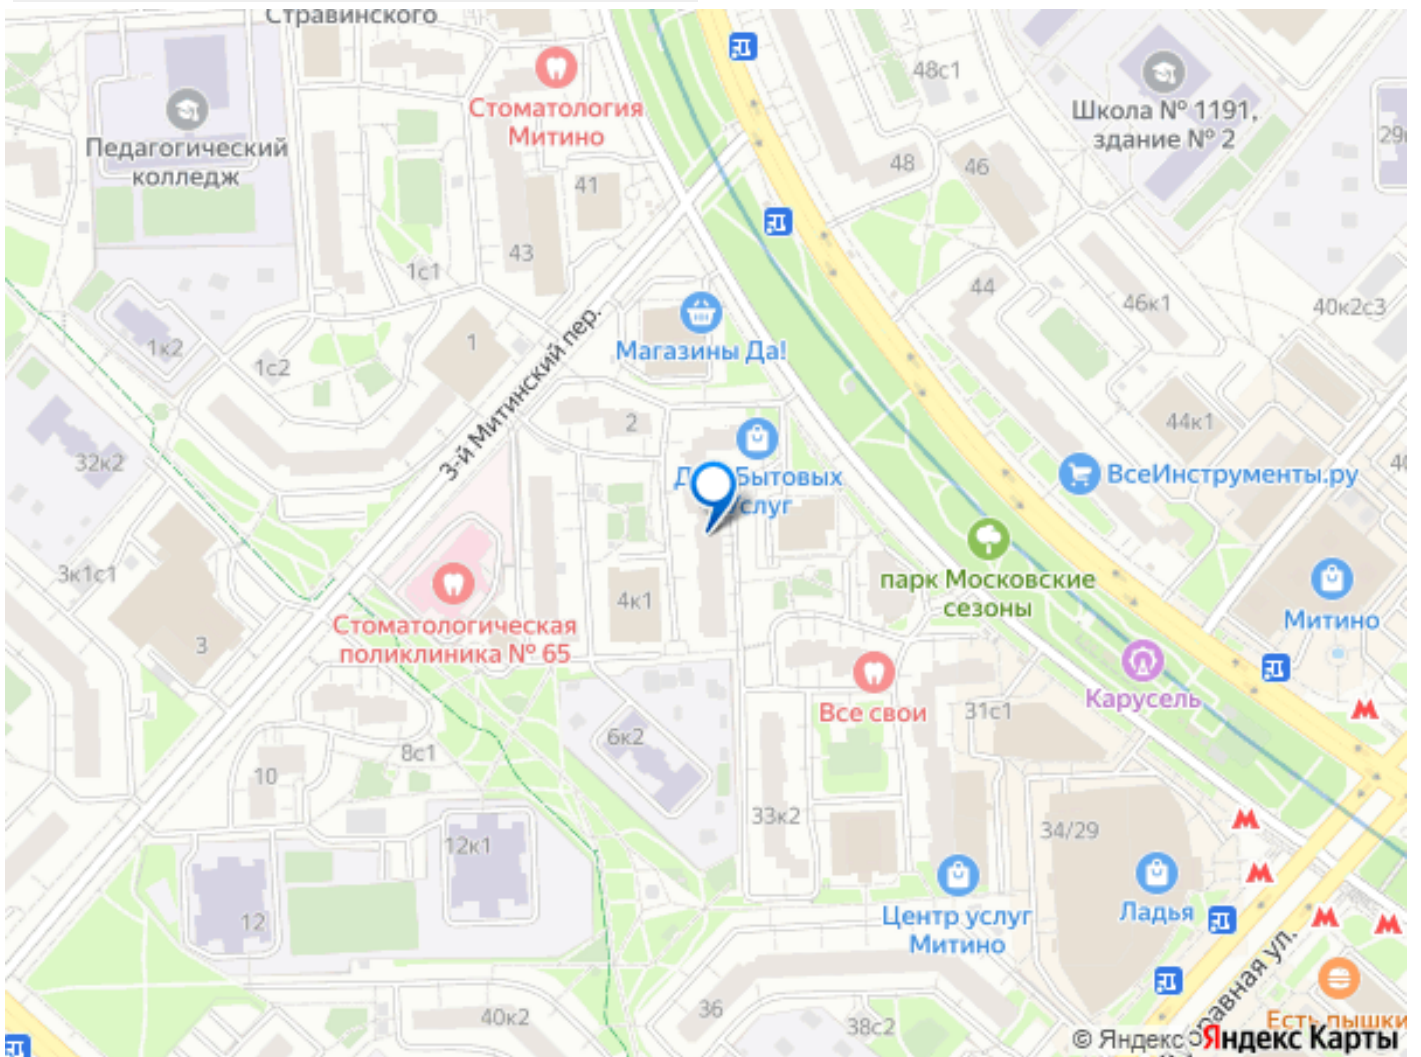 Стравинского
48с1
Стоматология
Митино
Школа № 1191,
здание № 2
Педагогический
колледж
48
46
41
43
1с1
44
46к1
40к2с3
1к2
1с2
1
Магазины Да!
3-й Митинский пер.
2
44к1
32к2
Бытовых
ВсеИнструменты.ру
3к1с1
4к1
парк Московские
сезоны
Митино
Стоматологическая
поликлиника № 65
3
Карусель
Все свои
31с1
6к2
8с1
10
33к2
34/29
12к1
12
Центр услуг
Митино
Ладья
36
40к2
38с2
Есть пышки
© Яндекс
Яндекс Карты